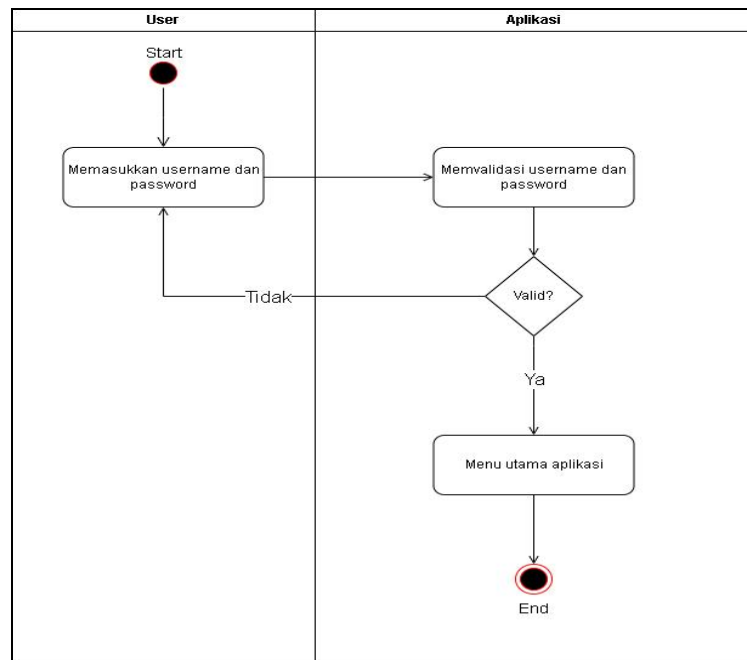 User
Aplikasi
Start
Memasukkan username dan
password
Memvalidasi username dan
password
Valid?
Tidak
Ya
Menu utama aplikasi
End